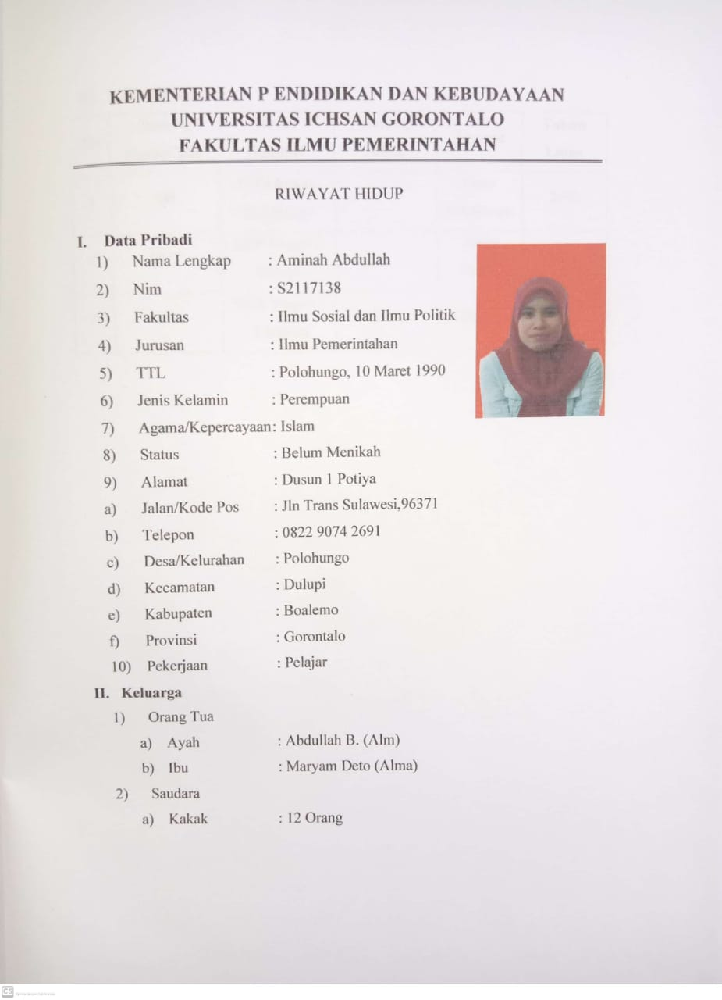 KEMENTERIAN P ENDIDIKAN DAN KEBUDAYAAN
UNIVERSITAS ICHSAN GORONTALO
FAKULTAS ILMU PEMERINTAHAN
RIWAYAT HIDUP
I. Data Pribadi
1) Nama Lengkap : Aminah Abdullah
2) Nim : S2117138
3) Fakultas : Ilmu Sosial dan Ilmu Politik
4) Jurusan : Ilmu Pemerintahan
5) TTL : Polohungo, 10 Maret 1990
6) Jenis Kelamin : Perempuan
7) Agama/Kepercayaan : Islam
8) Status : Belum Menikah
9) Alamat : Dusun 1 Potiya
a) Jalan/Kode Pos : Jln Trans Sulawesi,96371
b) Telepon : 0822 9074 2691
c) Desa/Kelurahan : Polohungo
d) Kecamatan : Dulupi
e) Kabupaten : Boalemo
f) Provinsi : Gorontalo
10) Pekerjaan : Pelajar
II. Keluarga
1) Orang Tua
a) Ayah : Abdullah B. (Alm)
b) Ibu : Maryam Deto (Alma)
2) Saudara
a) Kakak : 12 Orang
CS